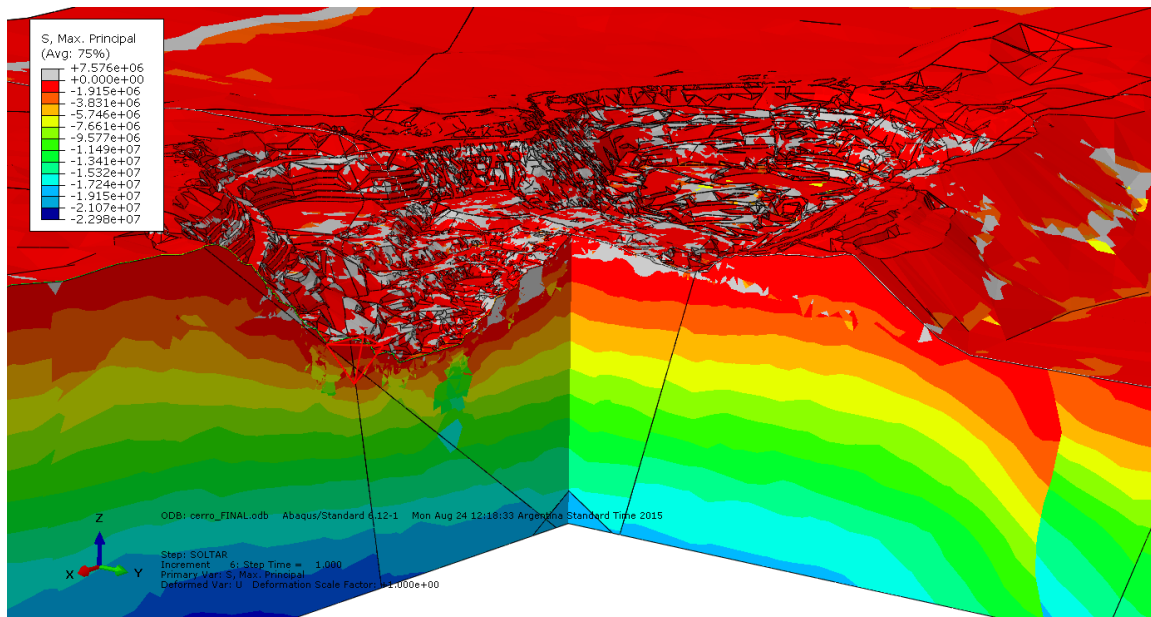 S, Max. Principal
(Avg: 75%)
+7.576e+06
+0.000e+00
-1.915e+06
-3.831e+06
-5.746e+06
-7.661e+06
-9.577e+06
-1.149e+07
-1.341e+07
-1.532e+07
-1.724e+07
-1.915e+07
-2.107e+07
-2.298e+07
ODB: cerro_FINAL.odb Abaqus/Standard 6.12-1 Mon Aug 24 12:18:33 Argentina Standard Time 2015
Z
X Y
Step: SOLTAR
Increment 6: Step Time = 1.000
Primary Var: S, Max. Principal
Deformed Var: U Deformation Scale Factor: +1.000e+00